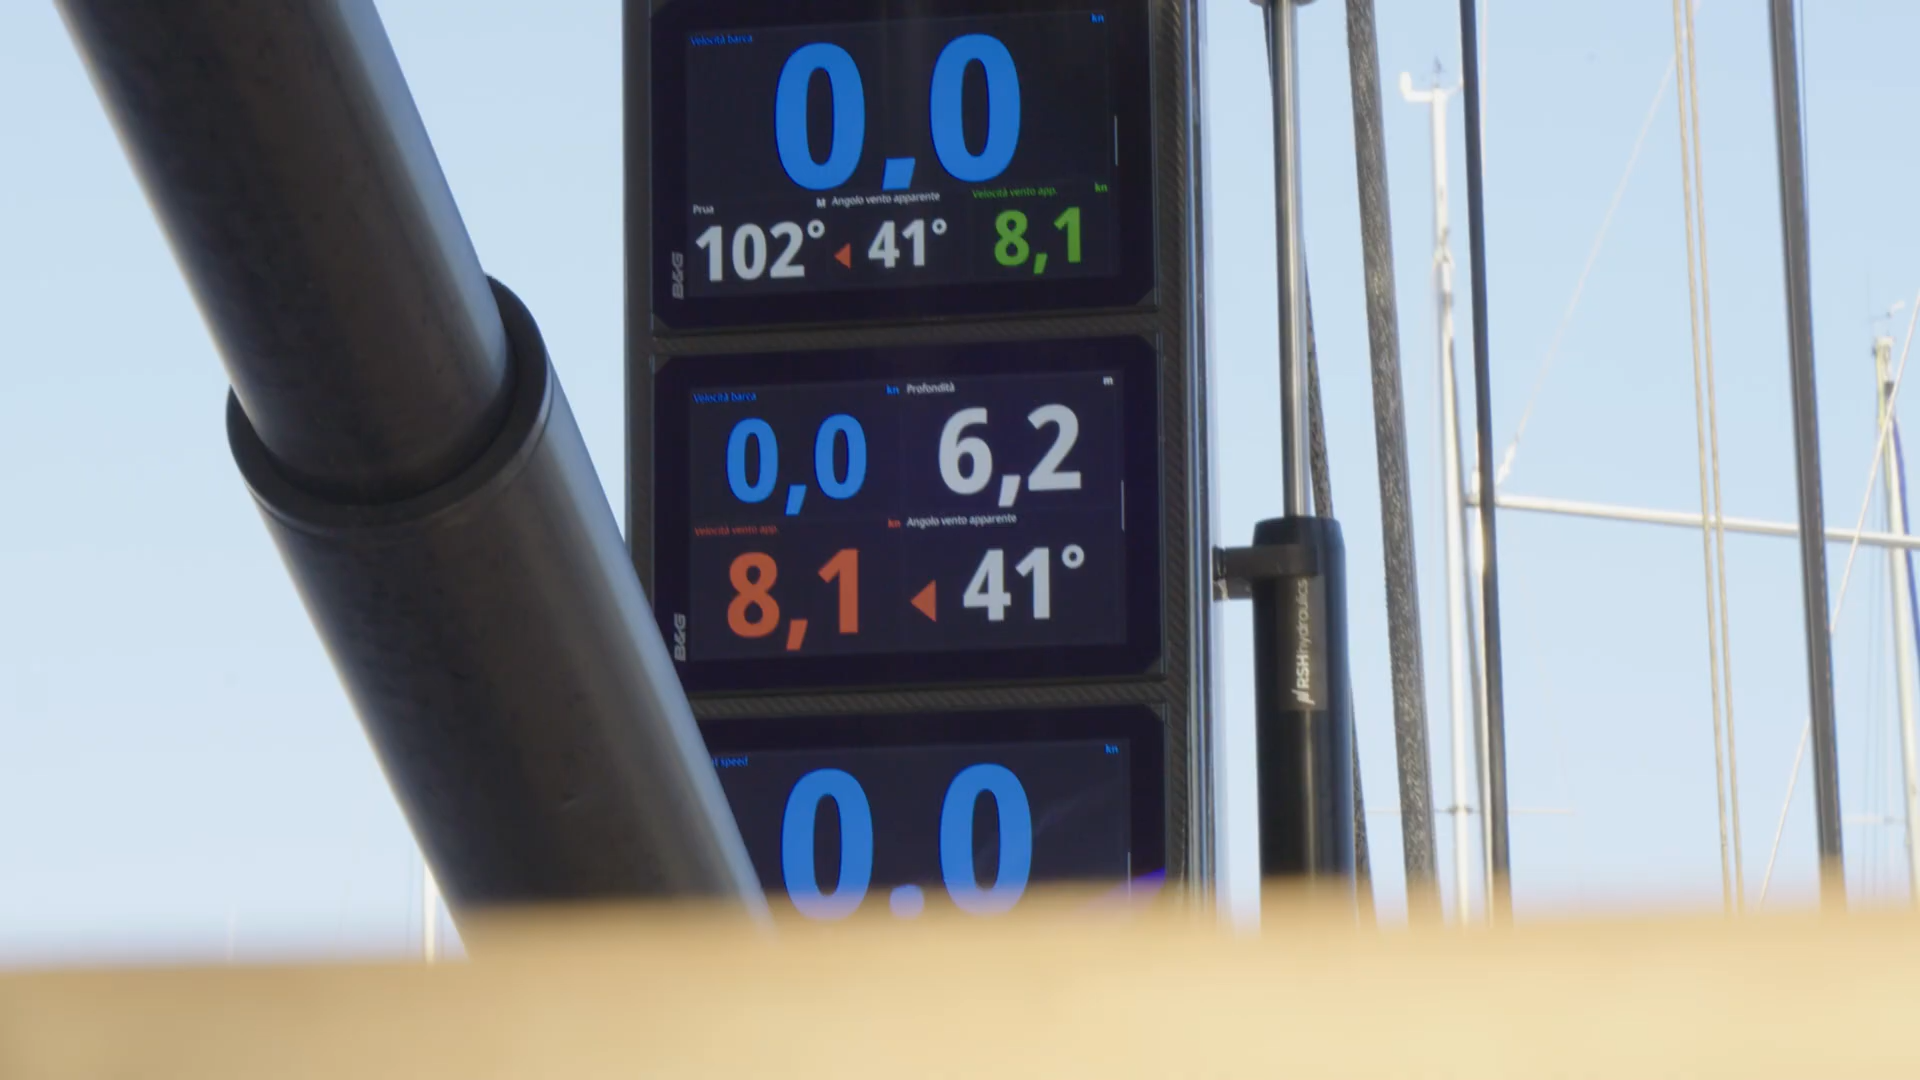 Velocità barca kn
0,0
Prua M Angolo vento apparente Velocità vento app. kn
102° 41° 8,1
B&G
Velocità barca kn Profondità m
0,0 6,2
Velocità vento app. kn Angolo vento apparente
8,1 41°
B&G
RSHhydraulics
speed kn
0.0